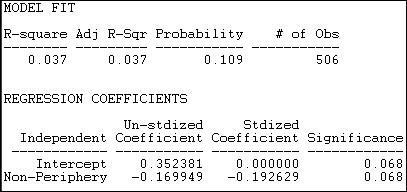 MODEL FIT
R-square Adj R-Sqr Probability # of Obs
0.037 0.037 0.109 506
REGRESSION COEFFICIENTS
Un-stdized Stdized
Independent Coefficient Coefficient Significance
Intercept 0.352381 0.000000 0.068
Non-Periphery -0.169949 -0.192629 0.068